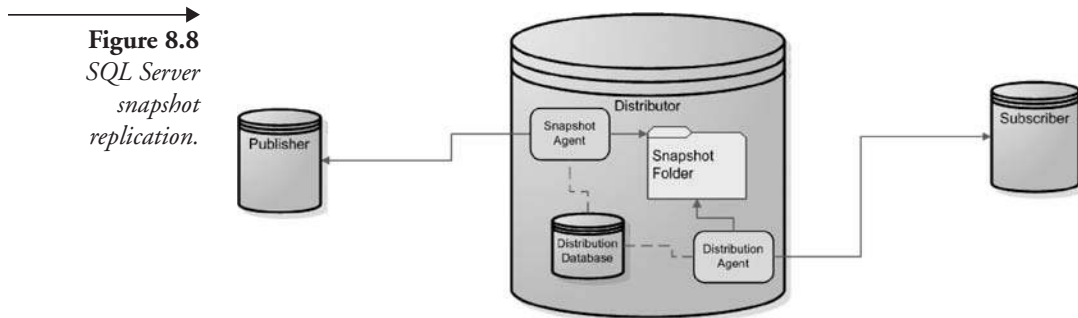 Figure 8.8
SQL Server
snapshot
replication.
Publisher
Distributor
Snapshot
Agent
Snapshot
Folder
Distribution
Database
Distribution
Agent
Subscriber